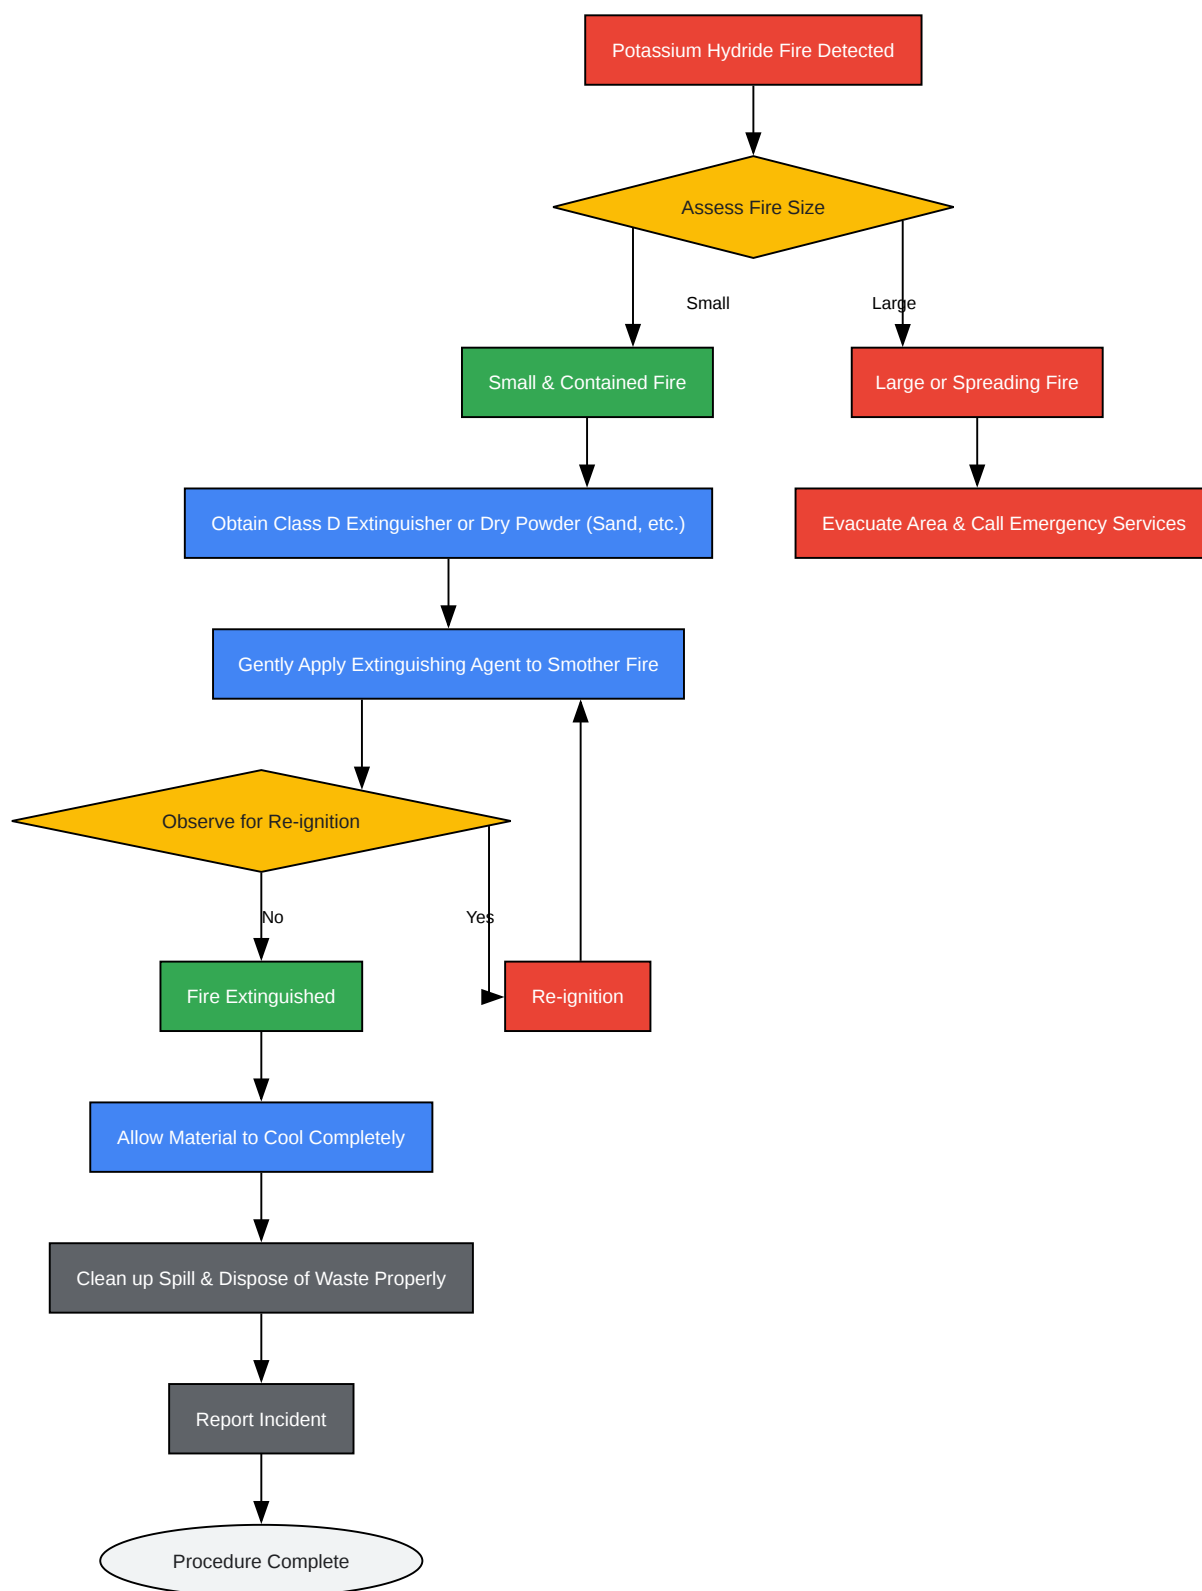 Potassium Hydride Fire Detected
Assess Fire Size
Small
Large
Small & Contained Fire
Large or Spreading Fire
Obtain Class D Extinguisher or Dry Powder (Sand, etc.)
Evacuate Area & Call Emergency Services
Gently Apply Extinguishing Agent to Smother Fire
Observe for Re-ignition
No
Yes
Fire Extinguished
Re-ignition
Allow Material to Cool Completely
Clean up Spill & Dispose of Waste Properly
Report Incident
Procedure Complete